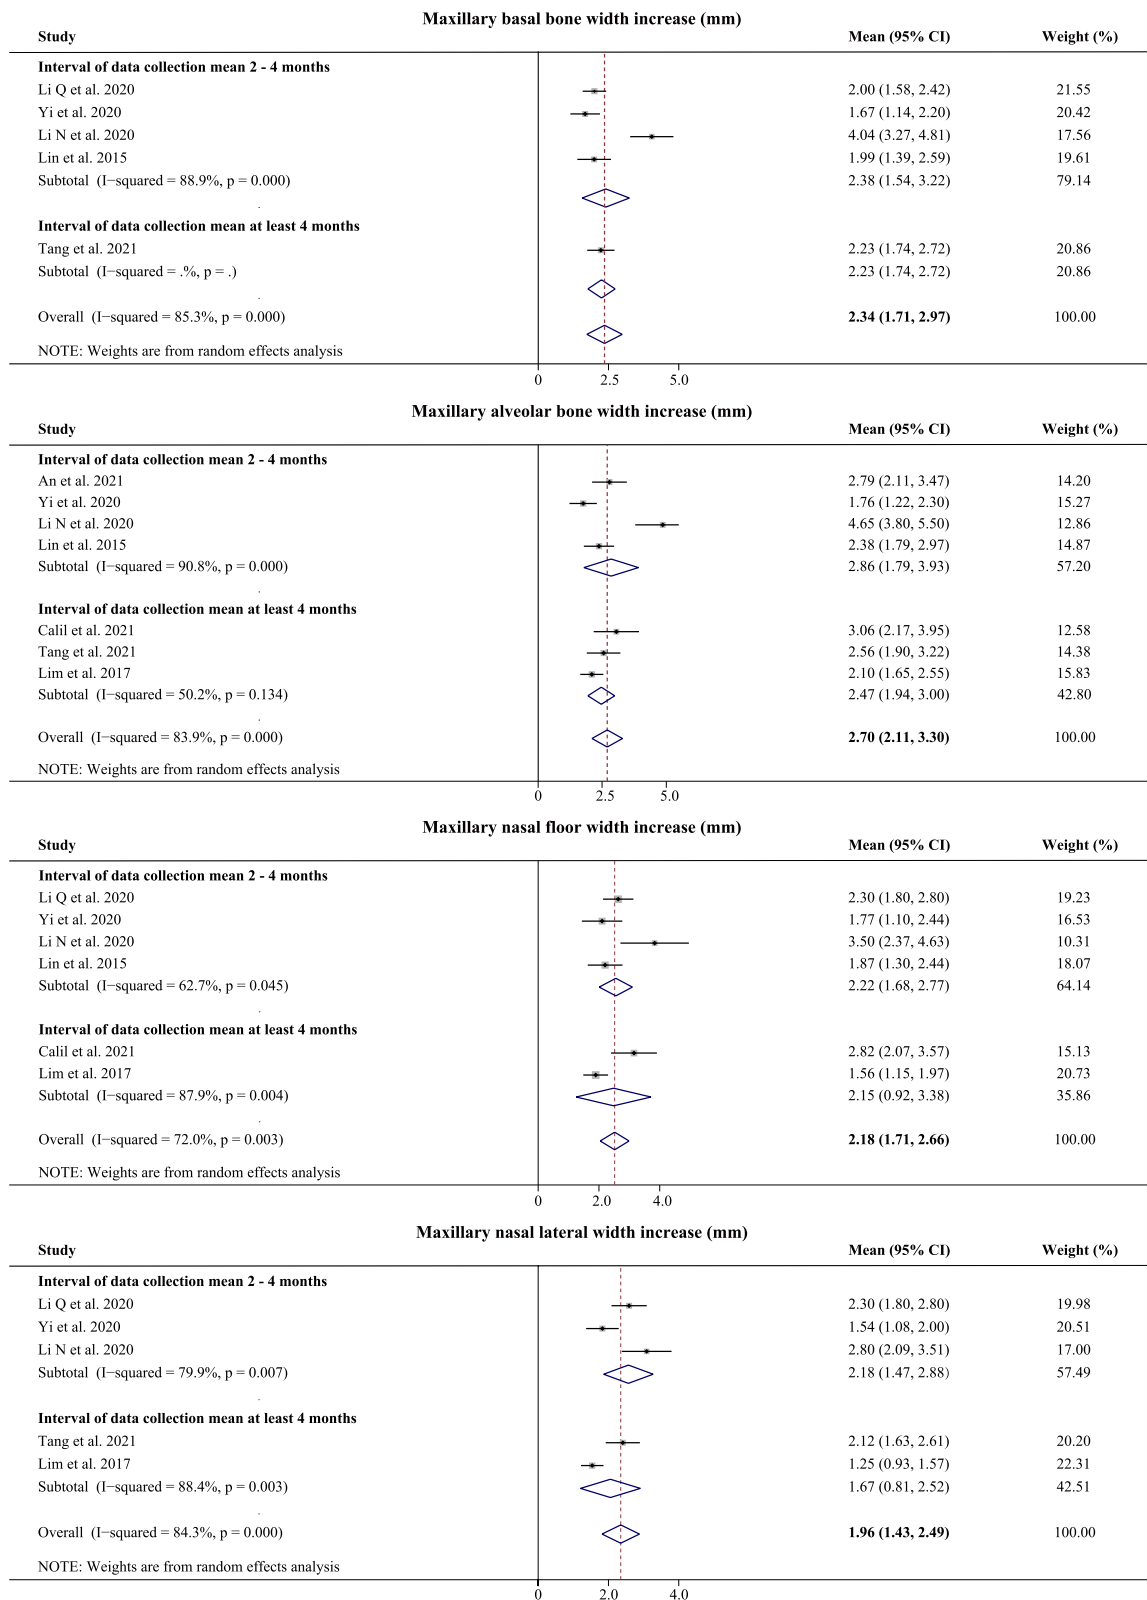 Maxillary basal bone width increase (mm)
Study Mean (95% CI) Weight (%)
Interval of data collection mean 2 - 4 months
Li Q et al. 2020 2.00 (1.58, 2.42) 21.55
Yi et al. 2020 1.67 (1.14, 2.20) 20.42
Li N et al. 2020 4.04 (3.27, 4.81) 17.56
Lin et al. 2015 1.99 (1.39, 2.59) 19.61
Subtotal (I−squared = 88.9%, p = 0.000) 2.38 (1.54, 3.22) 79.14
.
Interval of data collection mean at least 4 months
Tang et al. 2021 2.23 (1.74, 2.72) 20.86
Subtotal (I−squared = .%, p = .) 2.23 (1.74, 2.72) 20.86
.
Overall (I−squared = 85.3%, p = 0.000) 2.34 (1.71, 2.97) 100.00
NOTE: Weights are from random effects analysis
0 2.5 5.0
Maxillary alveolar bone width increase (mm)
Study Mean (95% CI) Weight (%)
Interval of data collection mean 2 - 4 months
An et al. 2021 2.79 (2.11, 3.47) 14.20
Yi et al. 2020 1.76 (1.22, 2.30) 15.27
Li N et al. 2020 4.65 (3.80, 5.50) 12.86
Lin et al. 2015 2.38 (1.79, 2.97) 14.87
Subtotal (I−squared = 90.8%, p = 0.000) 2.86 (1.79, 3.93) 57.20
.
Interval of data collection mean at least 4 months
Calil et al. 2021 3.06 (2.17, 3.95) 12.58
Tang et al. 2021 2.56 (1.90, 3.22) 14.38
Lim et al. 2017 2.10 (1.65, 2.55) 15.83
Subtotal (I−squared = 50.2%, p = 0.134) 2.47 (1.94, 3.00) 42.80
.
Overall (I−squared = 83.9%, p = 0.000) 2.70 (2.11, 3.30) 100.00
NOTE: Weights are from random effects analysis
0 2.5 5.0
Maxillary nasal floor width increase (mm)
Study Mean (95% CI) Weight (%)
Interval of data collection mean 2 - 4 months
Li Q et al. 2020 2.30 (1.80, 2.80) 19.23
Yi et al. 2020 1.77 (1.10, 2.44) 16.53
Li N et al. 2020 3.50 (2.37, 4.63) 10.31
Lin et al. 2015 1.87 (1.30, 2.44) 18.07
Subtotal (I−squared = 62.7%, p = 0.045) 2.22 (1.68, 2.77) 64.14
.
Interval of data collection mean at least 4 months
Calil et al. 2021 2.82 (2.07, 3.57) 15.13
Lim et al. 2017 1.56 (1.15, 1.97) 20.73
Subtotal (I−squared = 87.9%, p = 0.004) 2.15 (0.92, 3.38) 35.86
.
Overall (I−squared = 72.0%, p = 0.003) 2.18 (1.71, 2.66) 100.00
NOTE: Weights are from random effects analysis
0 2.0 4.0
Maxillary nasal lateral width increase (mm)
Study Mean (95% CI) Weight (%)
Interval of data collection mean 2 - 4 months
Li Q et al. 2020 2.30 (1.80, 2.80) 19.98
Yi et al. 2020 1.54 (1.08, 2.00) 20.51
Li N et al. 2020 2.80 (2.09, 3.51) 17.00
Subtotal (I−squared = 79.9%, p = 0.007) 2.18 (1.47, 2.88) 57.49
.
Interval of data collection mean at least 4 months
Tang et al. 2021 2.12 (1.63, 2.61) 20.20
Lim et al. 2017 1.25 (0.93, 1.57) 22.31
Subtotal (I−squared = 88.4%, p = 0.003) 1.67 (0.81, 2.52) 42.51
.
Overall (I−squared = 84.3%, p = 0.000) 1.96 (1.43, 2.49) 100.00
NOTE: Weights are from random effects analysis
0 2.0 4.0